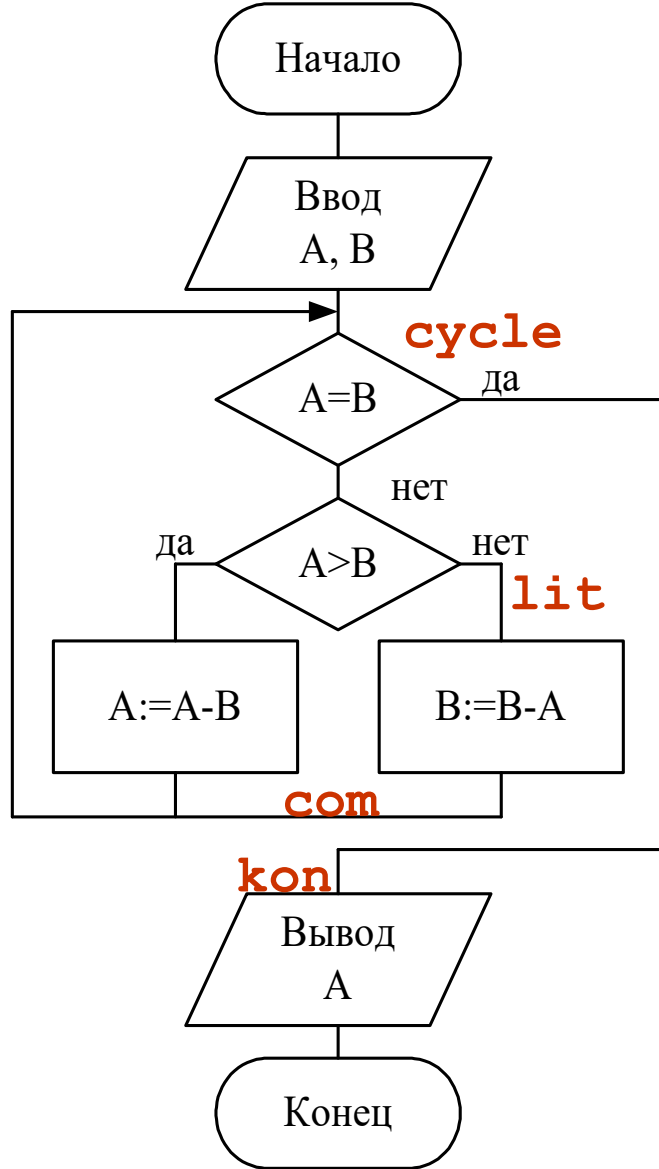 Начало
Ввод
A, B
cycle
A=B
да
нет
да
A>B
нет
lit
A:=A-B
B:=B-A
com
kon
Вывод
A
Конец